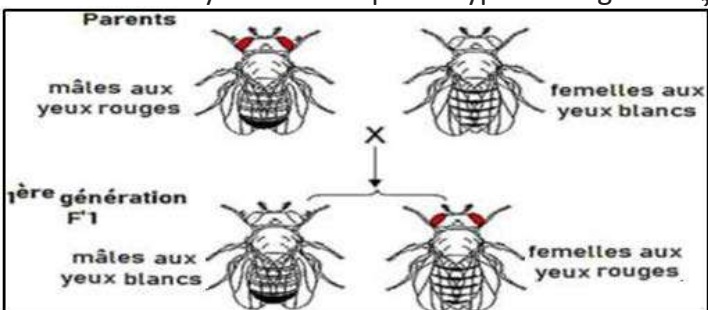 Parents
mâles aux
yeux rouges
femelles aux
yeux blancs
X
1ère génération
F'1
mâles aux
yeux blancs
femelles aux
yeux rouges